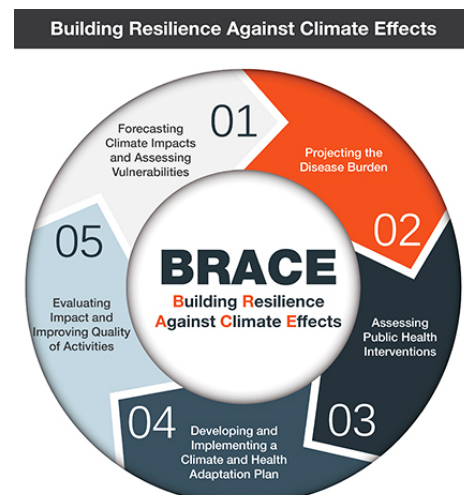 Building Resilience Against Climate Effects
01
Forecasting
Climate Impacts
and Assessing
Vulnerabilities
Projecting the
Disease Burden
02
Assessing
Public Health
Interventions
03
04
Developing and
Implementing a
Climate and Health
Adaptation Plan
05
Evaluating
Impact and
Improving Quality
of Activities
BRACE
Building Resilience
Against Climate Effects